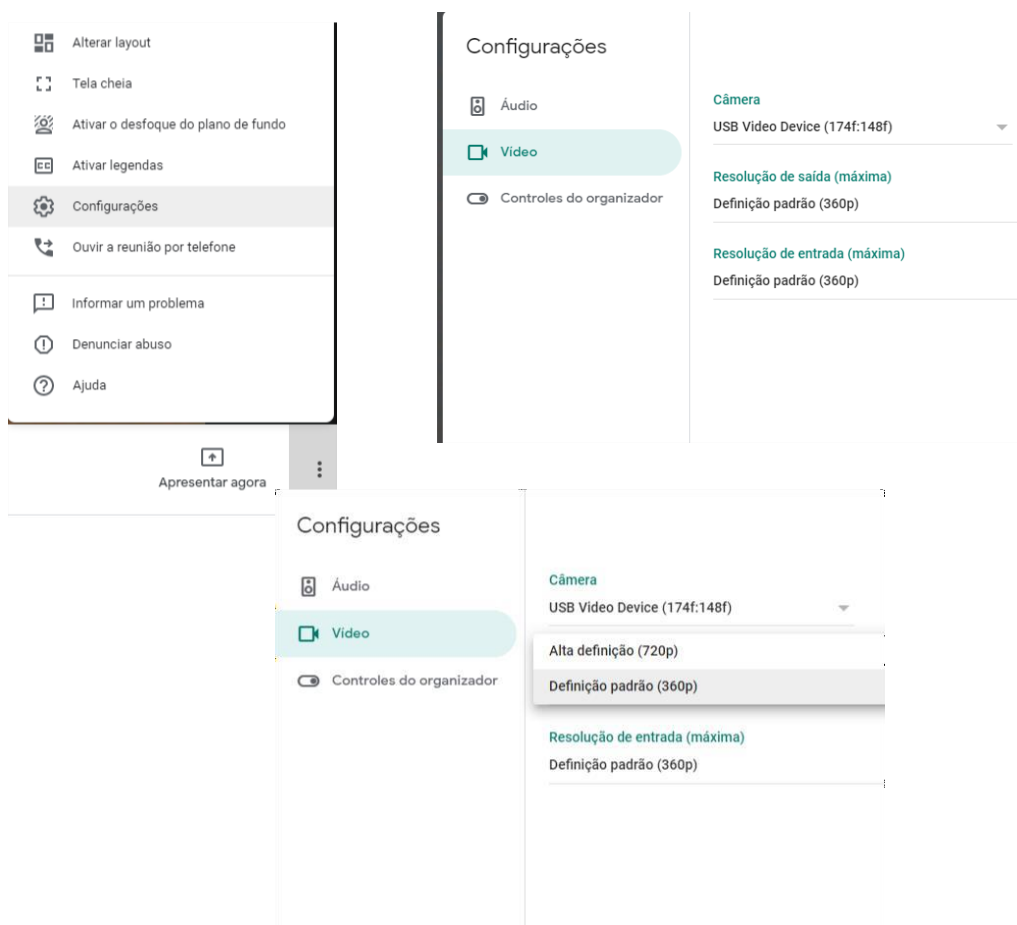 Alterar layout
Tela cheia
Ativar o desfoque do plano de fundo
Ativar legendas
Configurações
Ouvir a reunião por telefone
Informar um problema
Denunciar abuso
Ajuda
Apresentar agora
Configurações
Áudio
Vídeo
Controles do organizador
Câmera
USB Video Device (174f:148f)
Resolução de saída (máxima)
Definição padrão (360p)
Resolução de entrada (máxima)
Definição padrão (360p)
Configurações
Áudio
Vídeo
Controles do organizador
Câmera
USB Video Device (174f:148f)
Alta definição (720p)
Definição padrão (360p)
Resolução de entrada (máxima)
Definição padrão (360p)